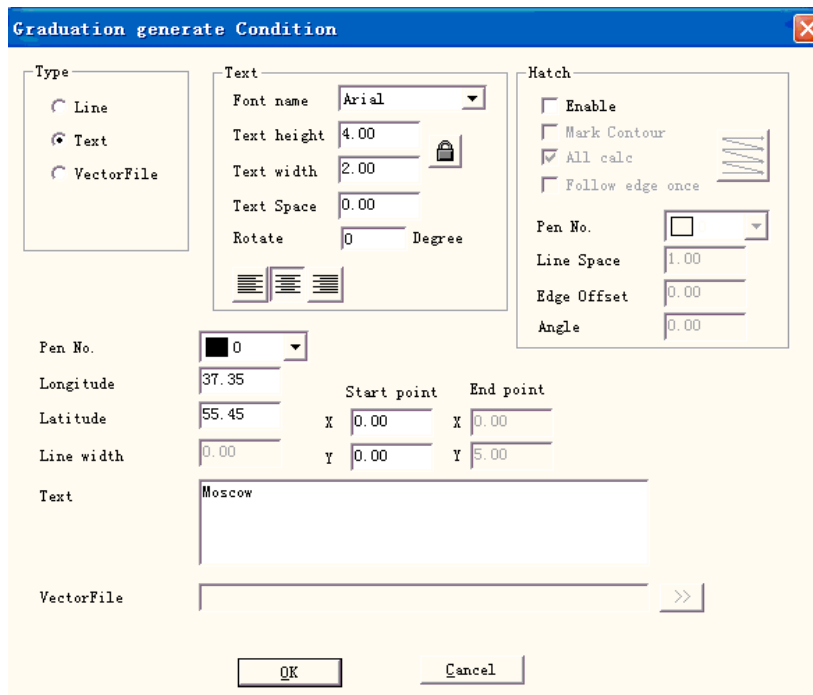 Graduation generate Condition
Type
Line
Text
VectorFile
Text
Font name Arial
Text height 4.00
Text width 2.00
Text Space 0.00
Rotate 0 Degree
Hatch
Enable
Mark Contour
All calc
Follow edge once
Pen No.
Line Space 1.00
Edge Offset 0.00
Angle 0.00
Pen No. 0
Longitude 37.35
Latitude 55.45
Line width 0.00
Start point End point
X 0.00 X 0.00
Y 0.00 Y 5.00
Text Moscow
VectorFile >>
OK Cancel